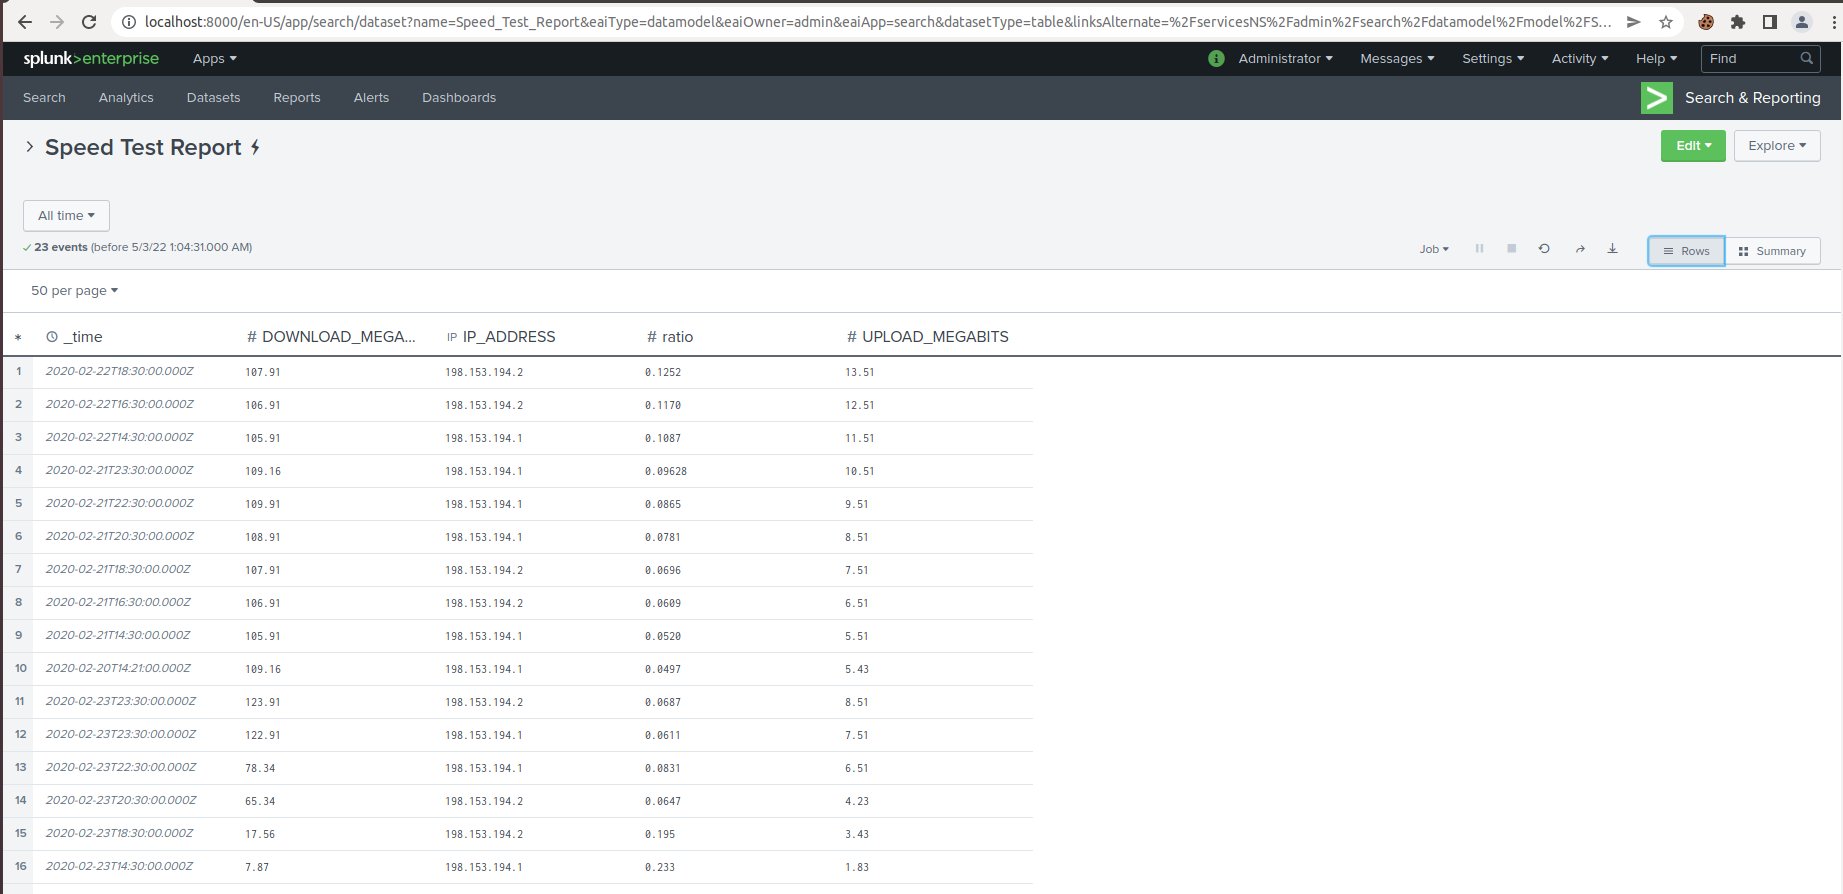 localhost:8000/en-US/app/search/dataset?name=Speed_Test_Report&eaiType=datamodel&eaiOwner=admin&eaiApp=search&datasetType=table&linksAlternate=%2FservicesNS%2Fadmin%2Fsearch%2Fdatamodel%2Fmodel%2FS...
splunk>enterprise Apps Administrator Messages Settings Activity Help Find
Search Analytics Datasets Reports Alerts Dashboards > Search & Reporting
Speed Test Report Edit Explore
All time
23 events (before 5/3/22 1:04:31.000 AM) Job Rows Summary
50 per page
* _time # DOWNLOAD_MEGA... IP IP_ADDRESS # ratio # UPLOAD_MEGABITS
1 2020-02-22T18:30:00.000Z 107.91 198.153.194.2 0.1252 13.51
2 2020-02-22T16:30:00.000Z 106.91 198.153.194.2 0.1170 12.51
3 2020-02-22T14:30:00.000Z 105.91 198.153.194.1 0.1087 11.51
4 2020-02-21T23:30:00.000Z 109.16 198.153.194.1 0.09628 10.51
5 2020-02-21T22:30:00.000Z 109.91 198.153.194.1 0.0865 9.51
6 2020-02-21T20:30:00.000Z 108.91 198.153.194.1 0.0781 8.51
7 2020-02-21T18:30:00.000Z 107.91 198.153.194.2 0.0696 7.51
8 2020-02-21T16:30:00.000Z 106.91 198.153.194.2 0.0609 6.51
9 2020-02-21T14:30:00.000Z 105.91 198.153.194.1 0.0520 5.51
10 2020-02-20T14:21:00.000Z 109.16 198.153.194.1 0.0497 5.43
11 2020-02-23T23:30:00.000Z 123.91 198.153.194.2 0.0687 8.51
12 2020-02-23T23:30:00.000Z 122.91 198.153.194.1 0.0611 7.51
13 2020-02-23T22:30:00.000Z 78.34 198.153.194.1 0.0831 6.51
14 2020-02-23T20:30:00.000Z 65.34 198.153.194.2 0.0647 4.23
15 2020-02-23T18:30:00.000Z 17.56 198.153.194.2 0.195 3.43
16 2020-02-23T14:30:00.000Z 7.87 198.153.194.1 0.233 1.83